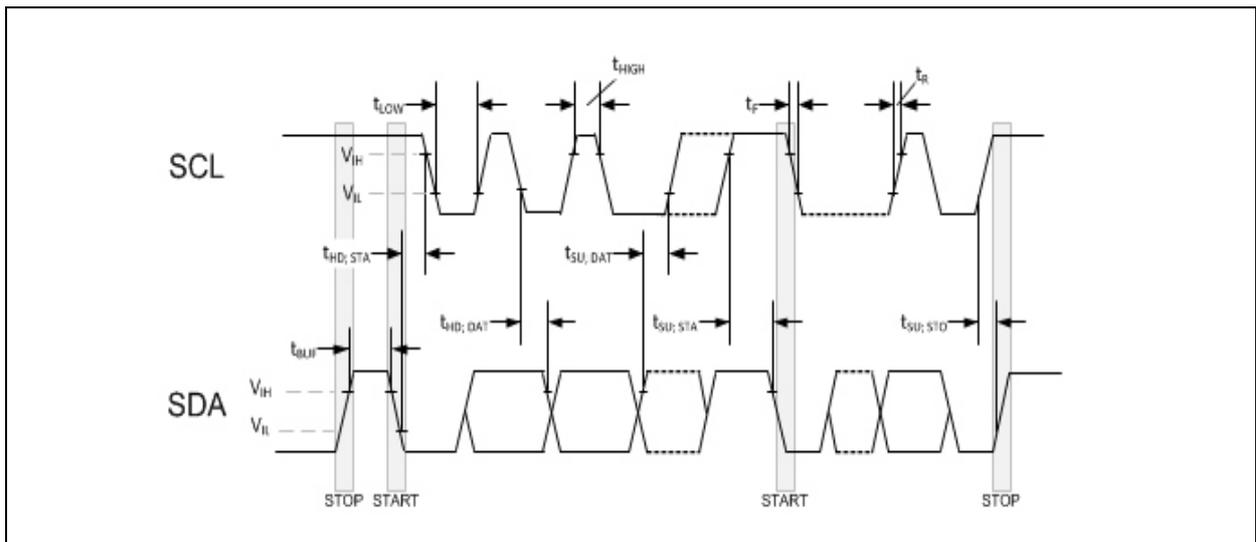 tHIGH
tR
tLOW
tF
SCL
VIH
VIL
tHD; STA
tSU, DAT
tHD; DAT
tSU; STA
tSU; STO
tBUF
VIH
SDA
VIL
STOP START START STOP